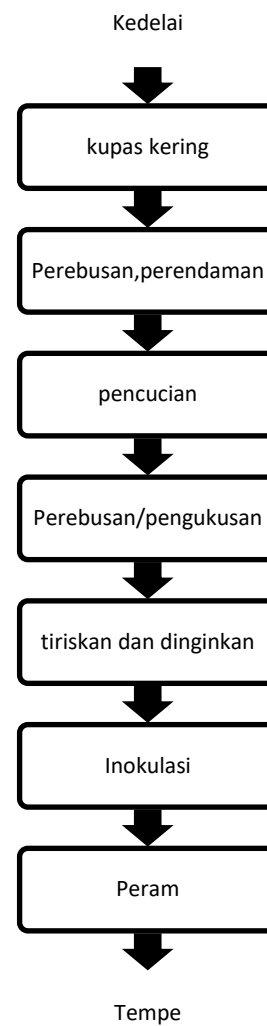 Kedelai
kupas kering
Perebusan,perendaman
pencucian
Perebusan/pengukusan
tiriskan dan dinginkan
Inokulasi
Peram
Tempe